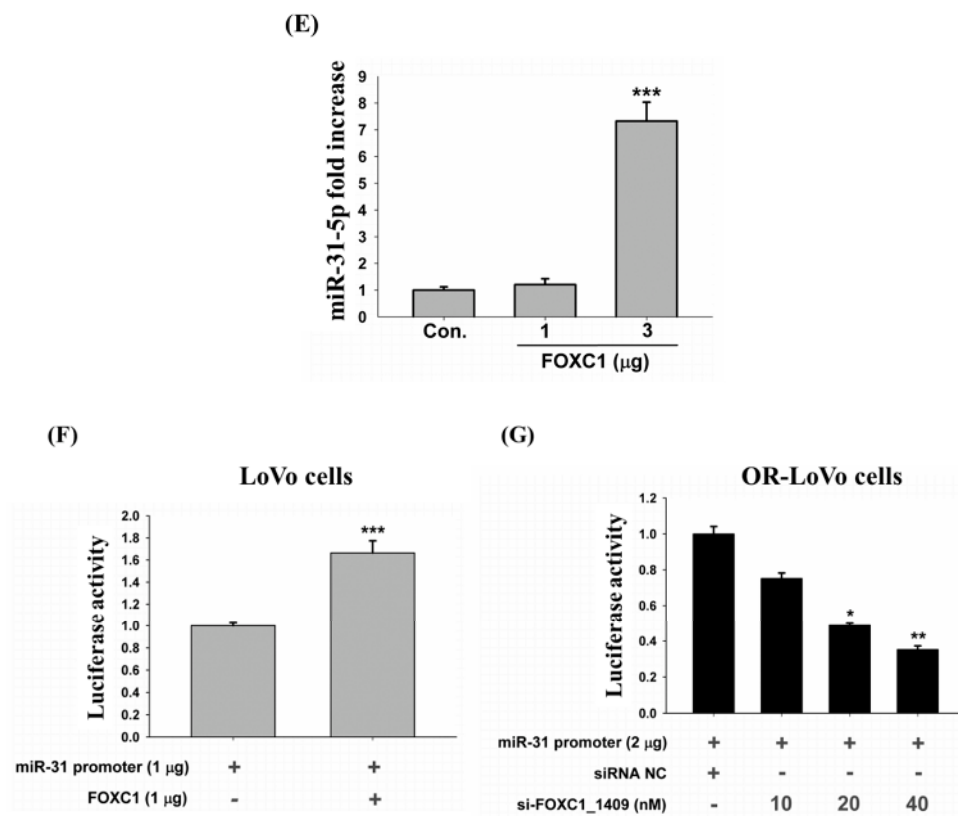 (E)
miR-31-5p fold increase
9
8
7
6
5
4
3
2
1
0
***
Con. 1 3
FOXC1 (μg)
(F)
LoVo cells
Luciferase activity
2.0
1.8
1.6
1.4
1.2
1.0
0.8
0.6
0.4
0.2
0.0
***
miR-31 promoter (1 μg) + +
FOXC1 (1 μg) - +
(G)
OR-LoVo cells
Luciferase activity
1.2
1.0
0.8
0.6
0.4
0.2
0.0
*
**
miR-31 promoter (2 μg) + + + +
siRNA NC + - - -
si-FOXC1_1409 (nM) - 10 20 40